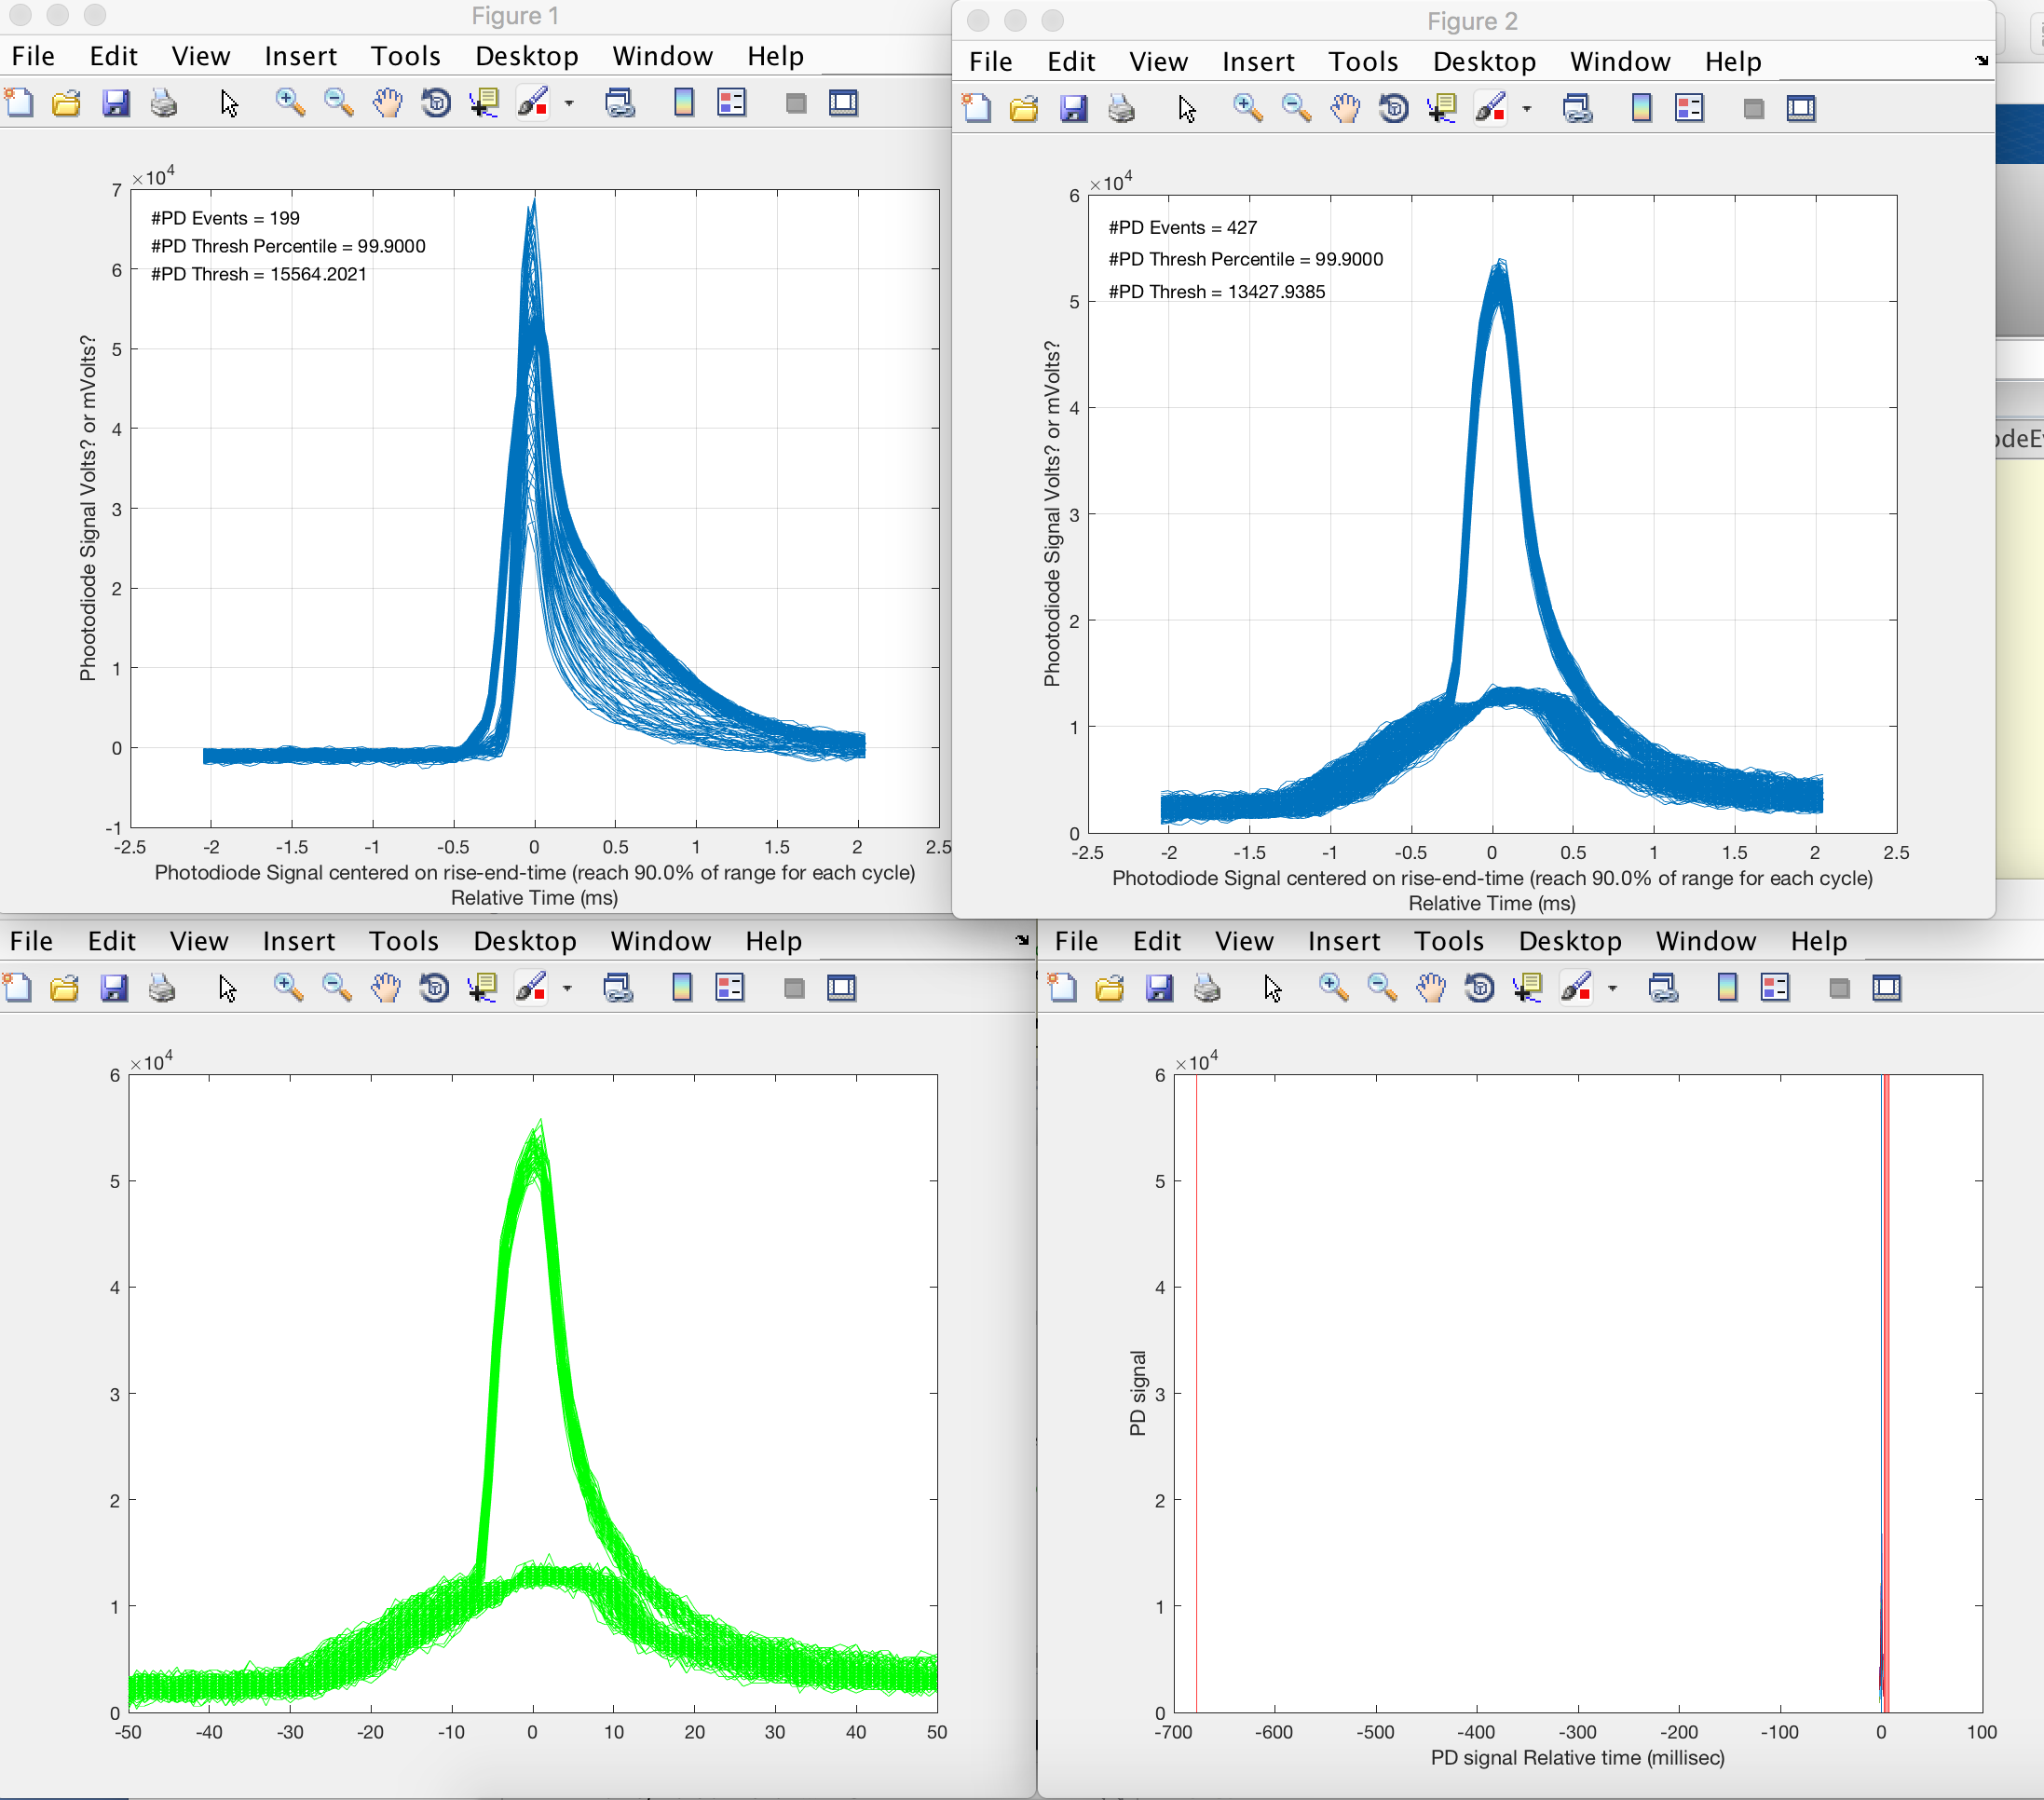 Figure 1
File Edit View Insert Tools Desktop Window Help
×10^4
7
6
5
4
3
2
1
0
-1
#PD Events = 199
#PD Thresh Percentile = 99.9000
#PD Thresh = 15564.2021
Phootodiode Signal Volts? or mVolts?
-2.5 -2 -1.5 -1 -0.5 0 0.5 1 1.5 2 2.5
Photodiode Signal centered on rise-end-time (reach 90.0% of range for each cycle)
Relative Time (ms)
Figure 2
File Edit View Insert Tools Desktop Window Help
×10^4
6
5
4
3
2
1
0
#PD Events = 427
#PD Thresh Percentile = 99.9000
#PD Thresh = 13427.9385
Phootodiode Signal Volts? or mVolts?
-2.5 -2 -1.5 -1 -0.5 0 0.5 1 1.5 2 2.5
Photodiode Signal centered on rise-end-time (reach 90.0% of range for each cycle)
Relative Time (ms)
File Edit View Insert Tools Desktop Window Help
×10^4
6
5
4
3
2
1
0
-50 -40 -30 -20 -10 0 10 20 30 40 50
File Edit View Insert Tools Desktop Window Help
×10^4
6
5
4
3
2
1
0
PD signal
-700 -600 -500 -400 -300 -200 -100 0 100
PD signal Relative time (millisec)